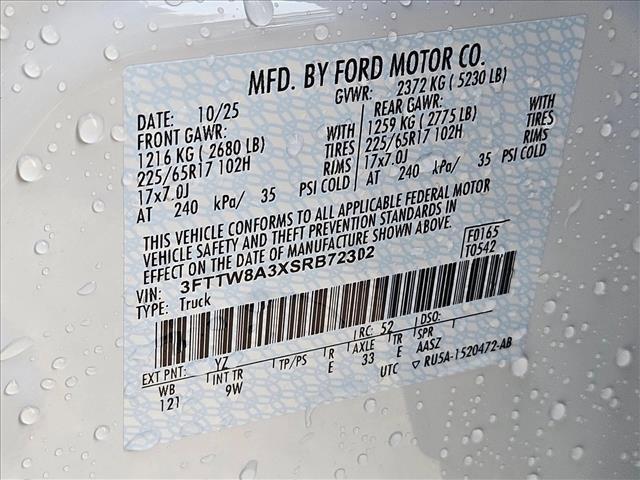 MFD. BY FORD MOTOR CO.
DATE: 10/25 GVWR: 2372 KG ( 5230 LB)
FRONT GAWR: REAR GAWR:
1216 KG ( 2680 LB) WITH 1259 KG ( 2775 LB) WITH
225/65R17 102H TIRES 225/65R17 102H TIRES
17x7.0J RIMS 17x7.0J RIMS
AT 240 kPa/ 35 PSI COLD AT 240 kPa/ 35 PSI COLD
THIS VEHICLE CONFORMS TO ALL APPLICABLE FEDERAL MOTOR
VEHICLE SAFETY AND THEFT PREVENTION STANDARDS IN
EFFECT ON THE DATE OF MANUFACTURE SHOWN ABOVE.
VIN: 3FTTW8A3XSRB72302 F0165
TYPE: Truck T0542
EXT PNT: YZ RC: 52 DSO:
WB INT TR TP/PS R AXLE TR SPR
121 9W E 33 E AASZ
UTC ▽ RU5A-1520472-AB